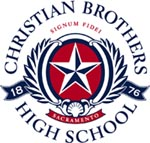 CHRISTIAN BROTHERS
SIGNUM FIDEI
18 76
SACRAMENTO
HIGH SCHOOL